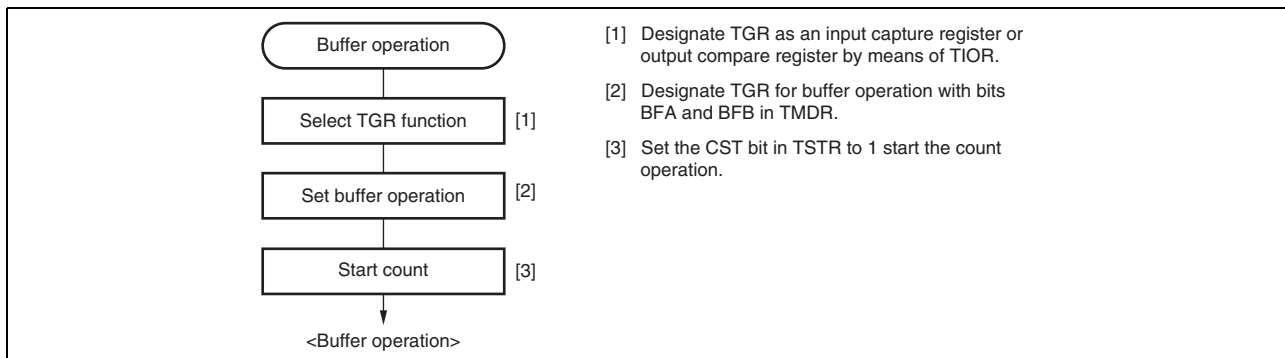 Buffer operation
Select TGR function
[1]
Set buffer operation
[2]
Start count
[3]
<Buffer operation>
[1] Designate TGR as an input capture register or
output compare register by means of TIOR.
[2] Designate TGR for buffer operation with bits
BFA and BFB in TMDR.
[3] Set the CST bit in TSTR to 1 start the count
operation.